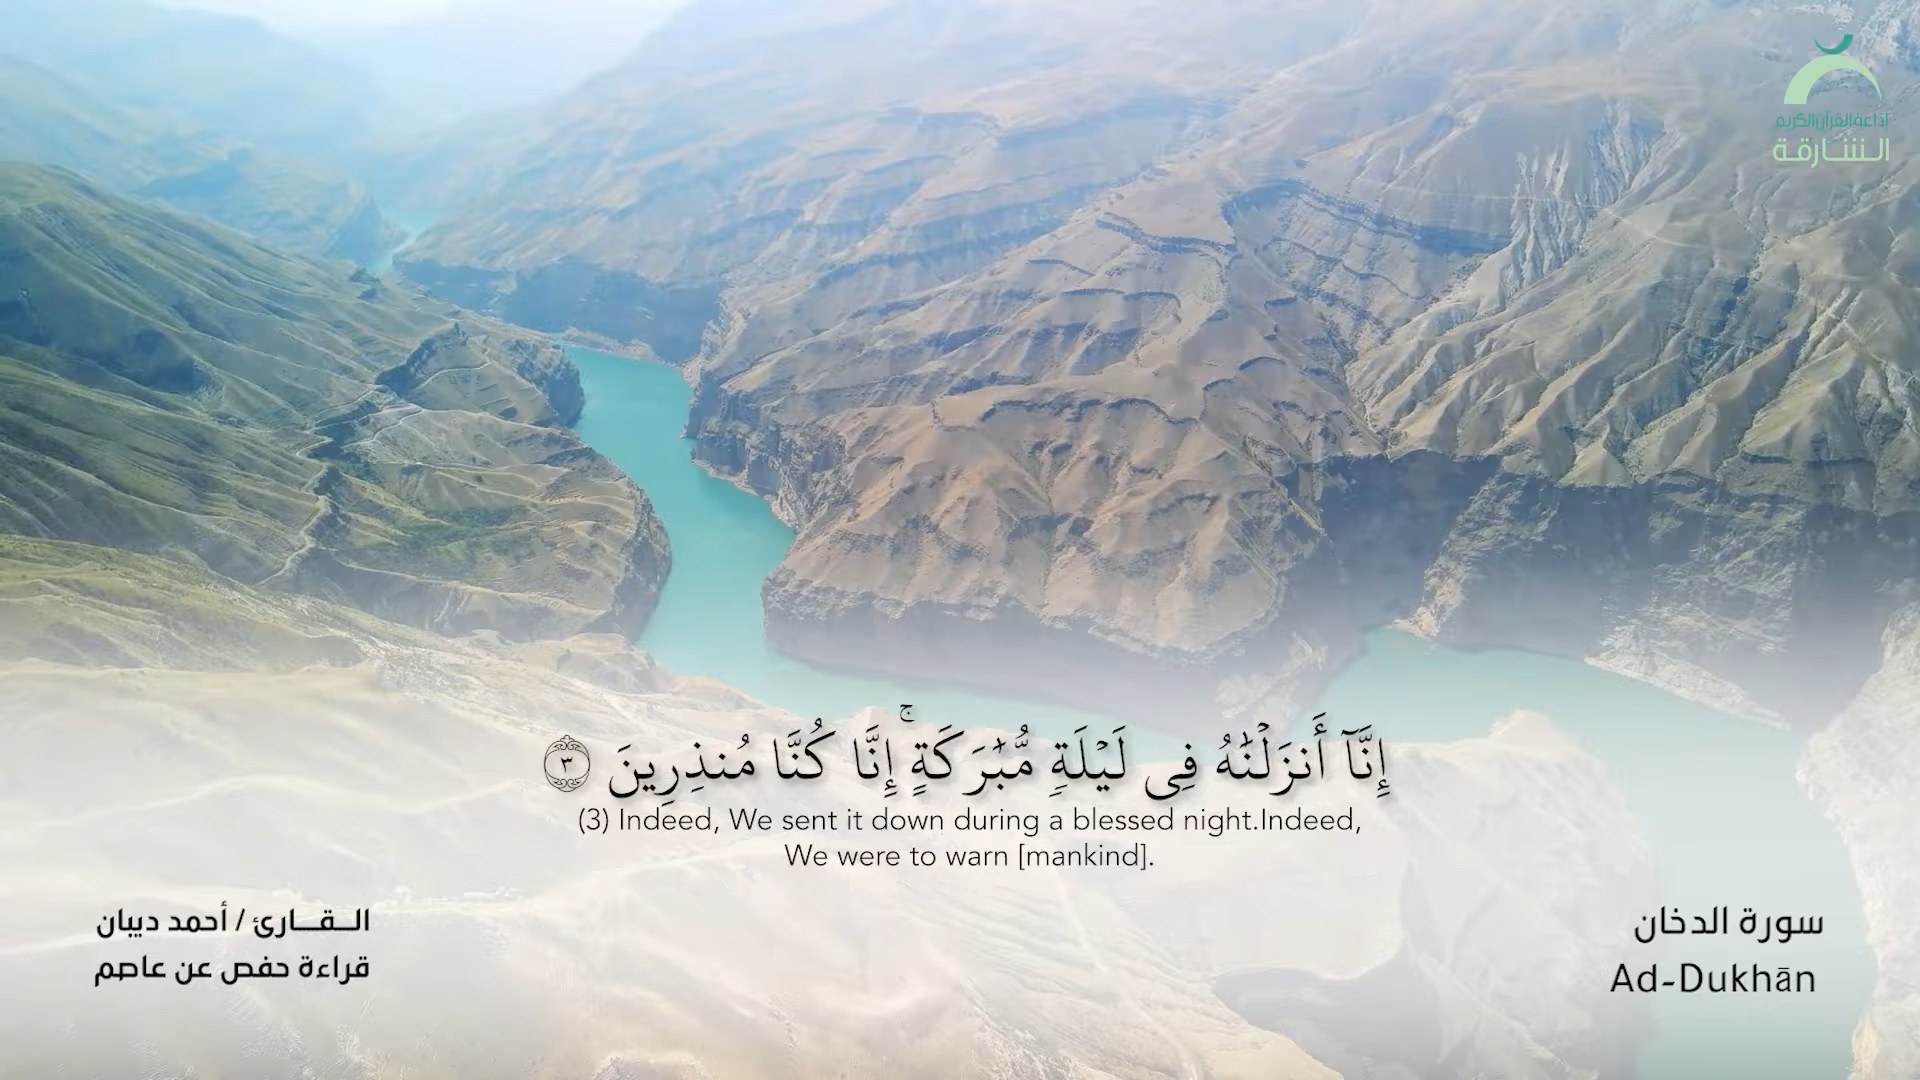 إذاعة القرآن الكريم
الشارقة
إِنَّآ أَنزَلْنَٰهُ فِى لَيْلَةٍ مُّبَٰرَكَةٍ ۚ إِنَّا كُنَّا مُنذِرِينَ ٣
(3) Indeed, We sent it down during a blessed night.Indeed,
We were to warn [mankind].
القارئ / أحمد ديبان
قراءة حفص عن عاصم
سورة الدخان
Ad-Dukhān